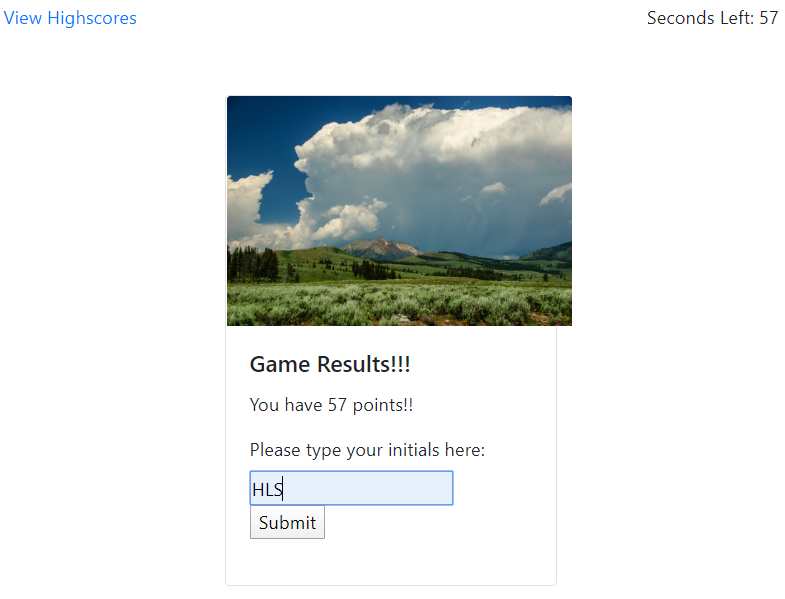 View Highscores
Seconds Left: 57
Game Results!!!
You have 57 points!!
Please type your initials here:
HLS
Submit